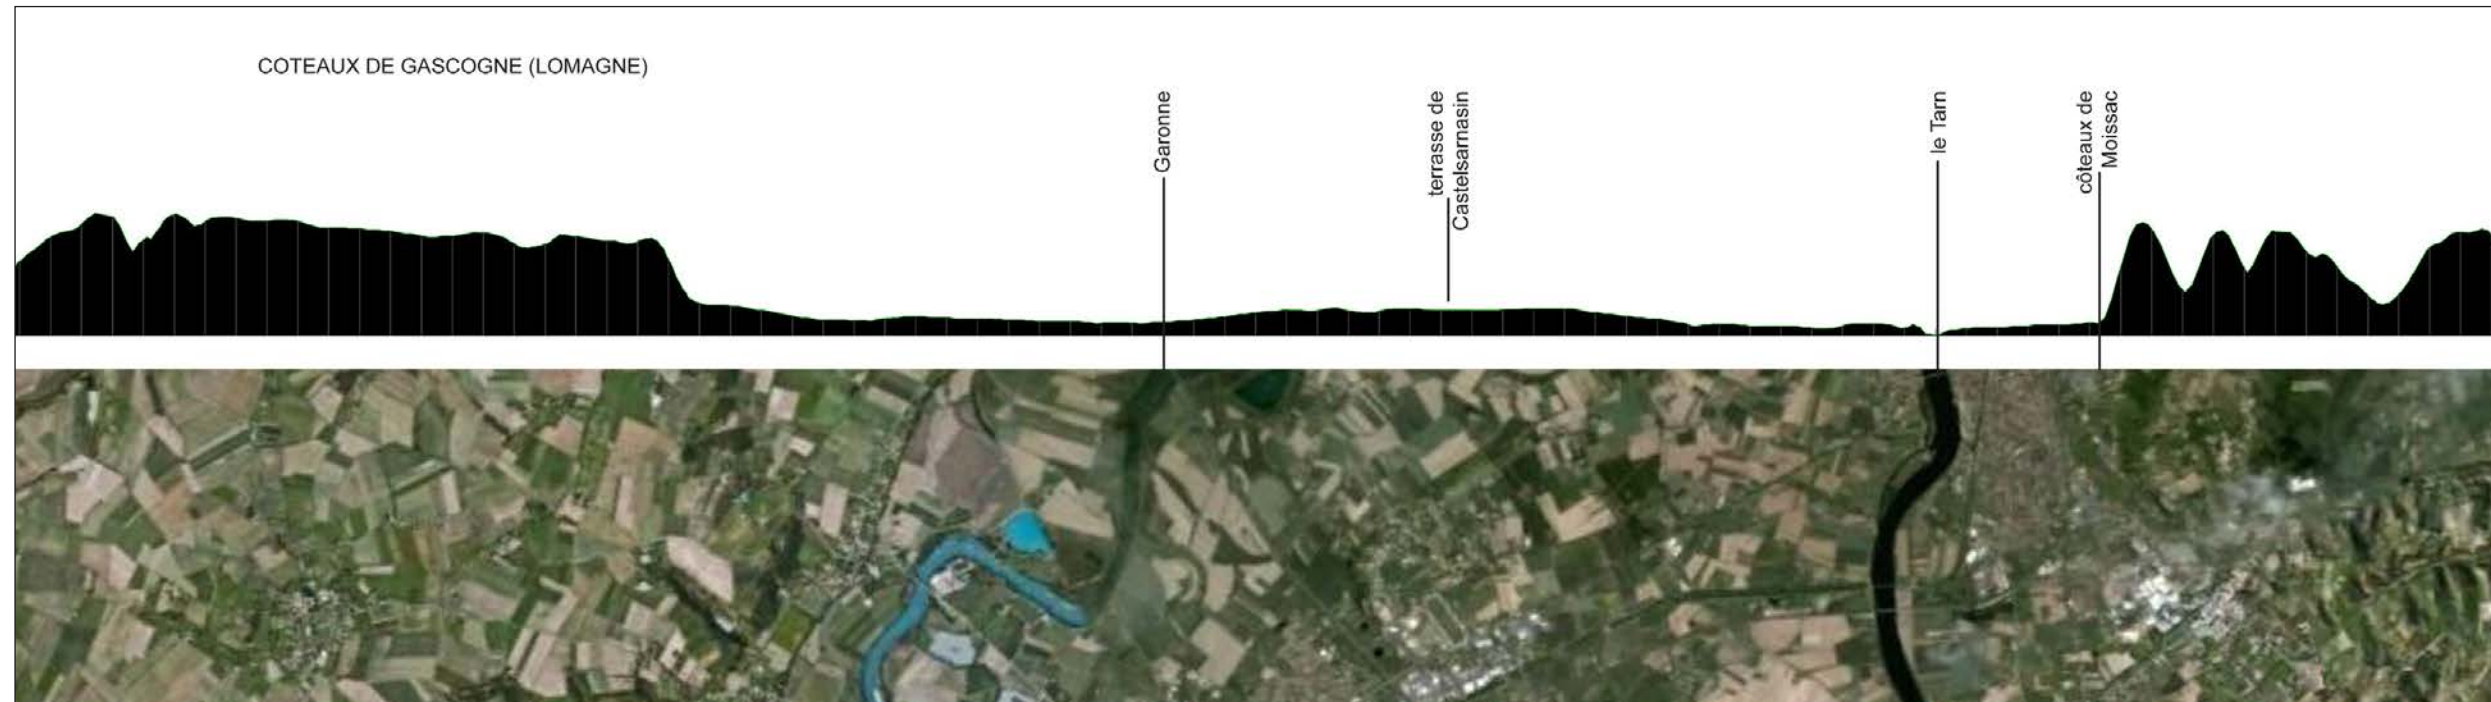 COTEAUX DE GASCOGNE (LOMAGNE)
Garonne
terrasse de
Castelsarrasin
le Tarn
côteaux de
Moissac